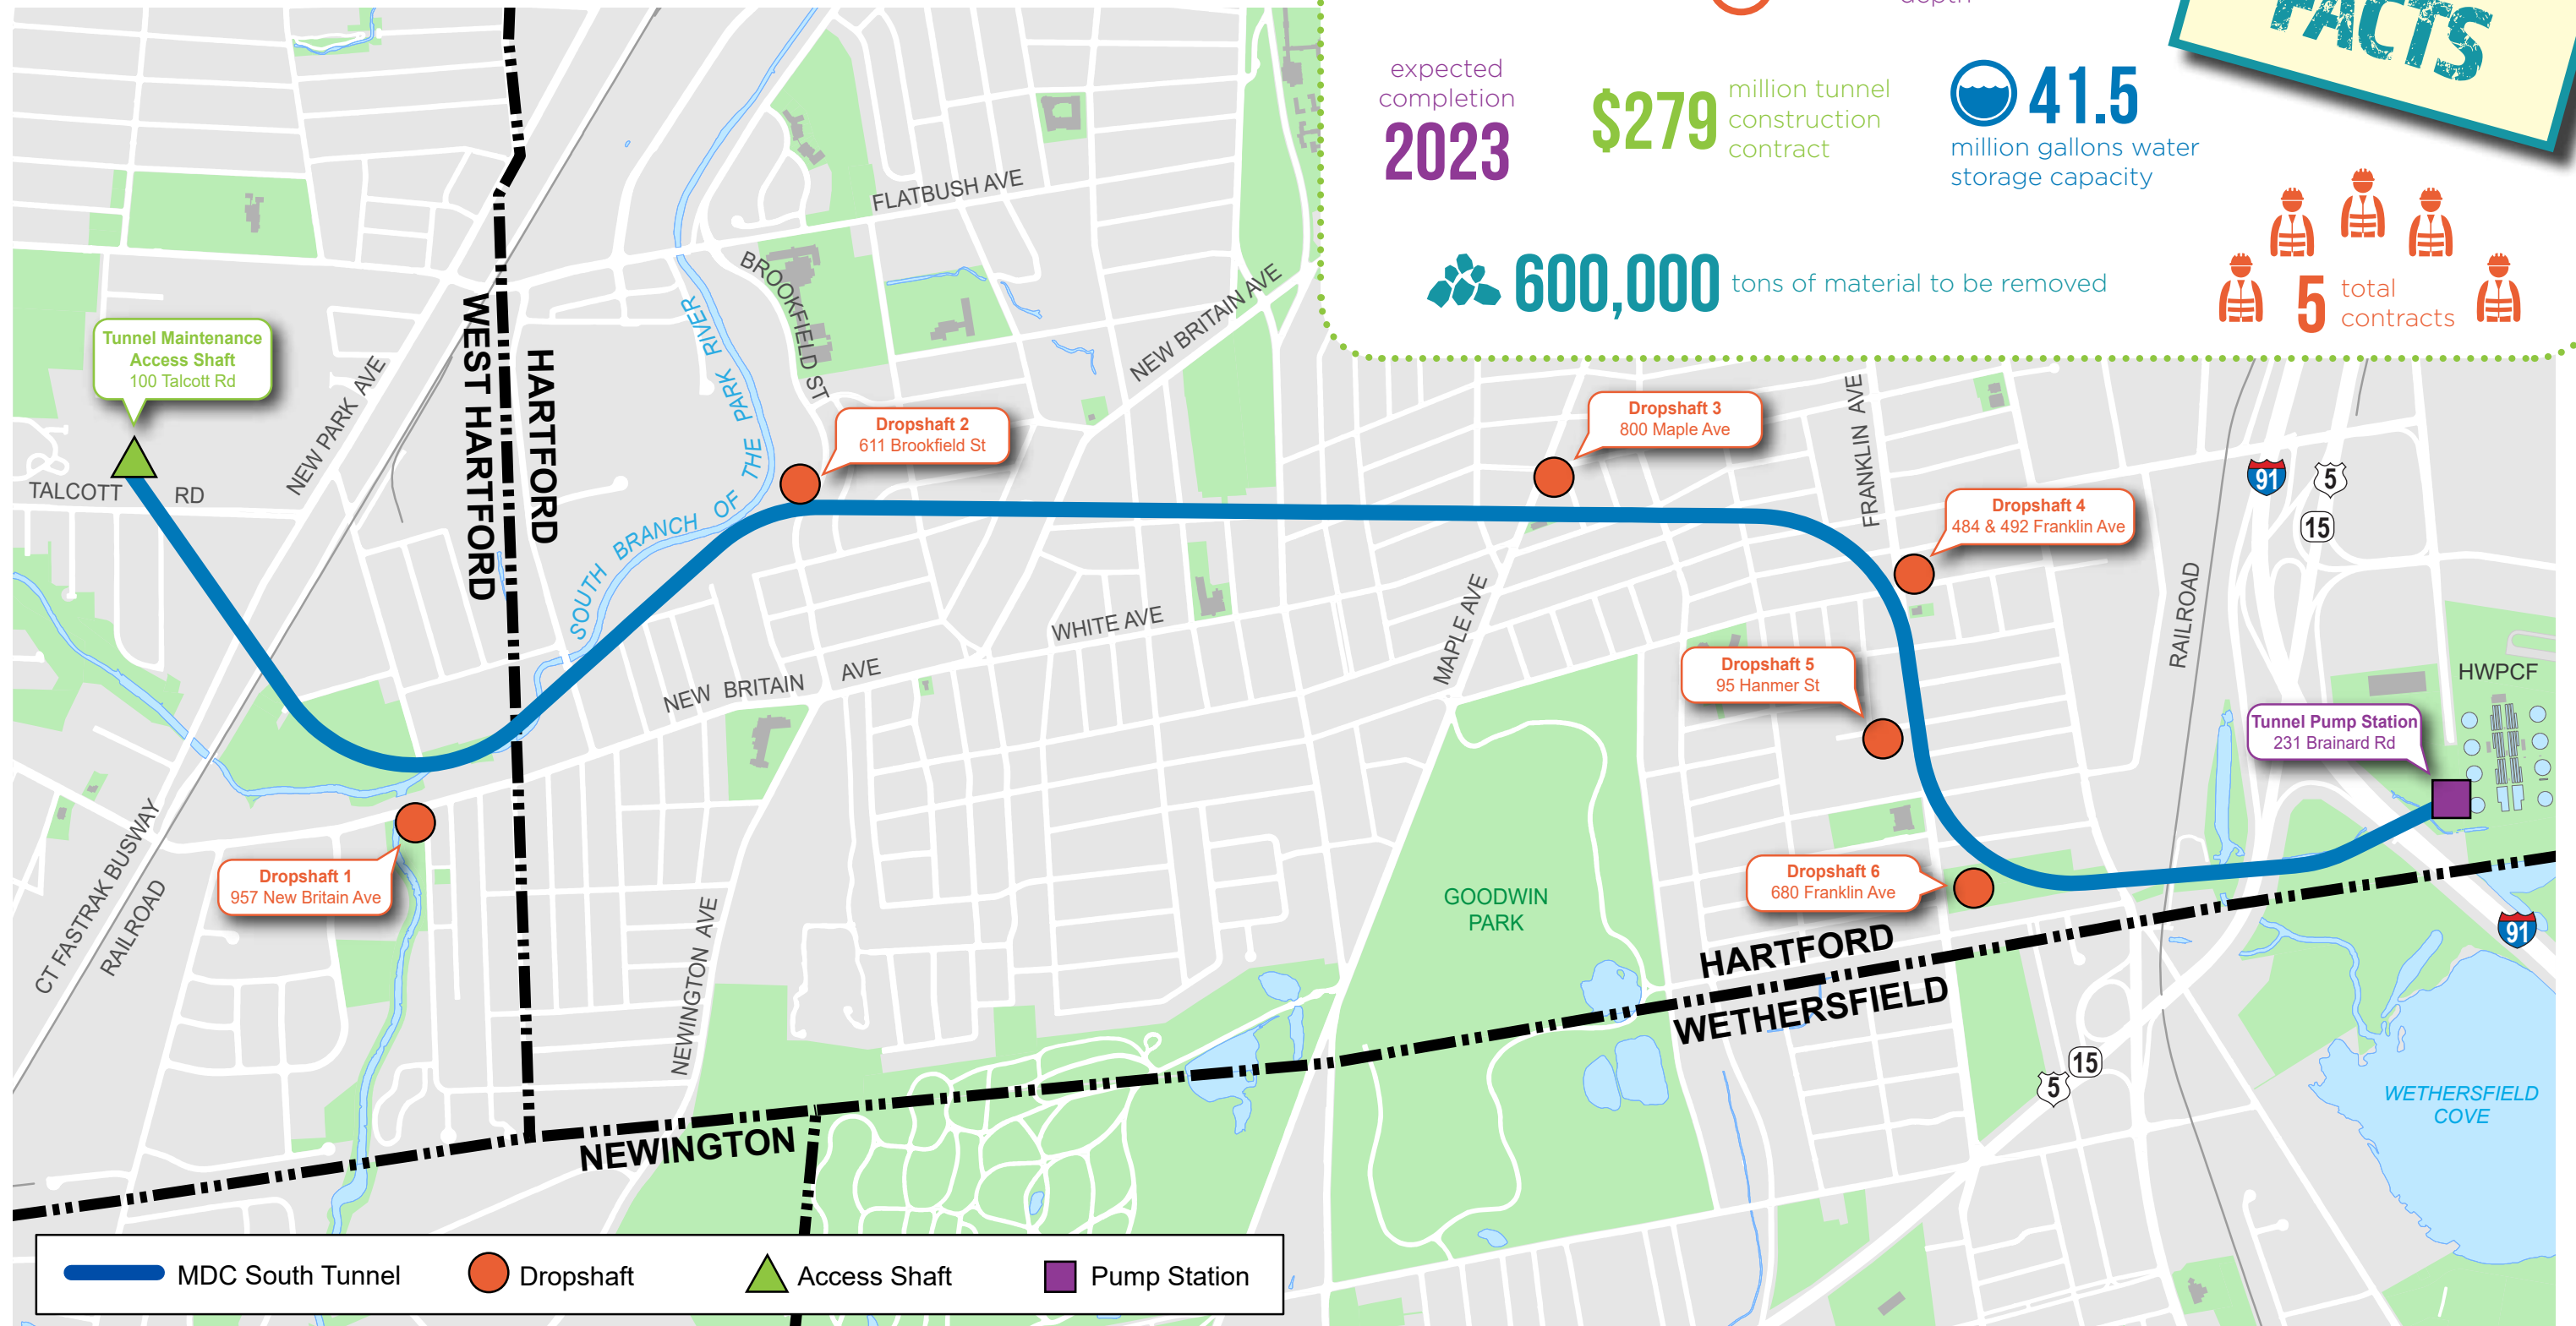 depth
FACTS
expected
completion
2023
$279
million tunnel
construction
contract
41.5
million gallons water
storage capacity
600,000
tons of material to be removed
5
total
contracts
FLATBUSH AVE
BROOKFIELD ST
NEW BRITAIN AVE
SOUTH BRANCH OF THE PARK RIVER
WEST HARTFORD
HARTFORD
Tunnel Maintenance
Access Shaft
100 Talcott Rd
NEW PARK AVE
TALCOTT RD
Dropshaft 2
611 Brookfield St
Dropshaft 3
800 Maple Ave
FRANKLIN AVE
Dropshaft 4
484 & 492 Franklin Ave
91
5
15
RAILROAD
MAPLE AVE
WHITE AVE
NEW BRITAIN AVE
Dropshaft 5
95 Hanmer St
HWPCF
Tunnel Pump Station
231 Brainard Rd
CT FASTRAK BUSWAY
RAILROAD
Dropshaft 1
957 New Britain Ave
NEWINGTON AVE
GOODWIN
PARK
Dropshaft 6
680 Franklin Ave
HARTFORD
WETHERSFIELD
91
15
5
WETHERSFIELD
COVE
NEWINGTON
MDC South Tunnel
Dropshaft
Access Shaft
Pump Station